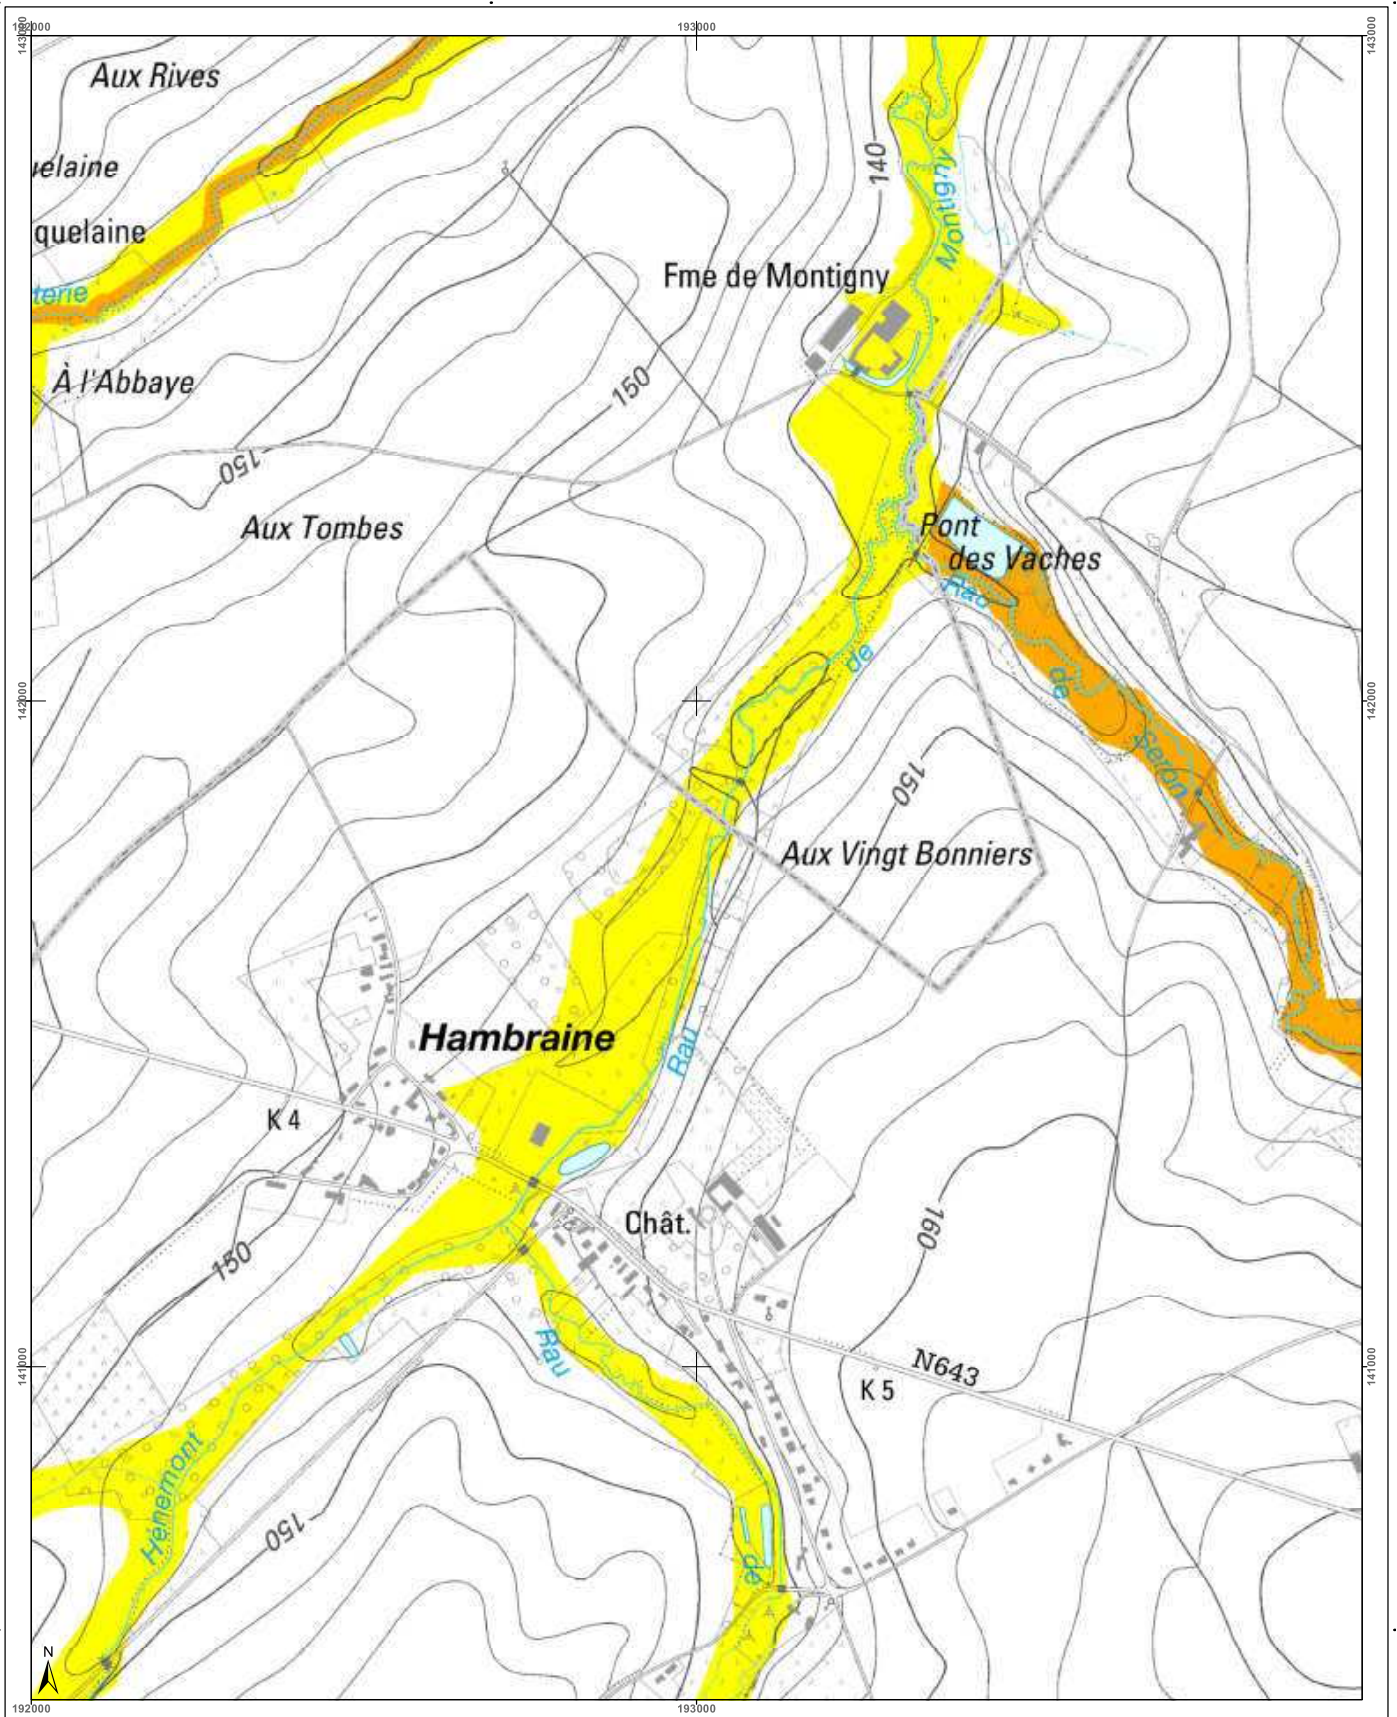 192000
193000
143000
143000
Aux Rives
elaine
quelaine
terie
À l'Abbaye
140
Montigny
Fme de Montigny
150
150
Aux Tombes
Pont
des Vaches
Rau
de
de
Seron
142000
142000
150
Aux Vingt Bonniers
Hambraine
Rau
K 4
Chât.
160
150
Rau
N643
K 5
141000
141000
Hénemont
150
de
N
192000
193000